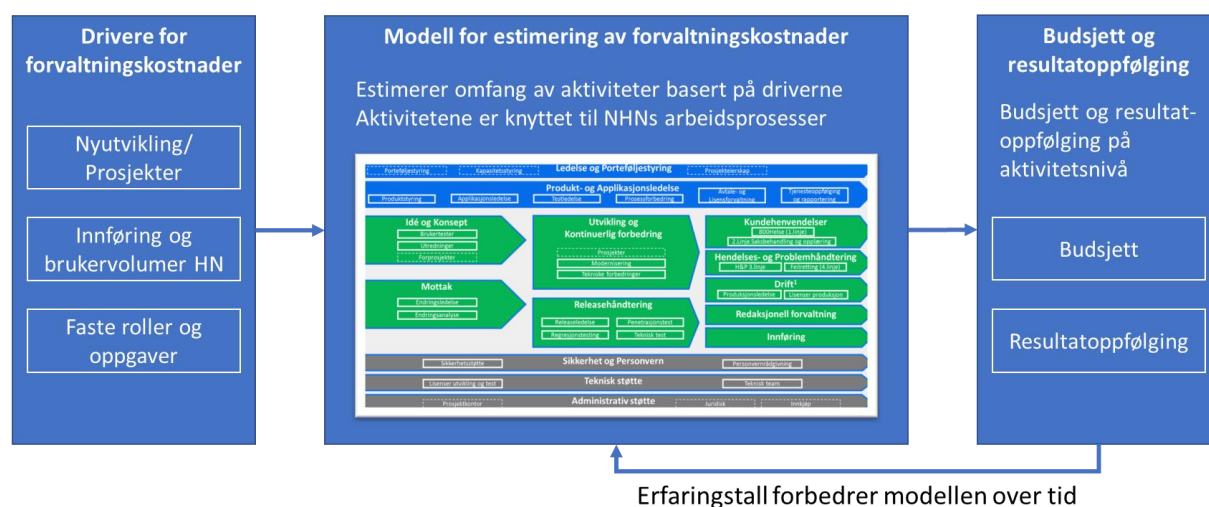 Drivere for
forvaltningskostnader
Nyutvikling/
Prosjekter
Innføring og
brukervolumer HN
Faste roller og
oppgaver
Modell for estimering av forvaltningskostnader
Estimerer omfang av aktiviteter basert på driverne
Aktivitetene er knyttet til NHNs arbeidsprosesser
Ledelse og Porteføljestyring
Porteføljestyring
Kapasitetsstyring
Prosjekteierskap
Produkt- og Applikasjonsledelse
Produktstyring
Applikasjonsledelse
Testledelse
Prosessforbedring
Avtale- og
Lisensforvaltning
Tjenesteoppfølging
og rapportering
Idé og Konsept
Brukertester
Utredninger
Forprosjekter
Mottak
Endringsledelse
Endringsanalyse
Utvikling og
Kontinuerlig forbedring
Prosjekter
Modernisering
Tekniske forbedringer
Releasehåndtering
Releaseledelse
Penetrasjonstest
Regresjonstesting
Teknisk test
Kundehenvendelser
800Helse (1.linje)
2.Linje Saksbehandling og opplæring
Hendelses- og Problemhåndtering
H&P 3.linje
Feilretting (4.linje)
Drift¹
Produksjonsledelse
Lisenser produksjon
Redaksjonell forvaltning
Innføring
Sikkerhet og Personvern
Sikkerhetsstøtte
Personvernrådgivning
Teknisk støtte
Lisenser utvikling og test
Teknisk team
Administrativ støtte
Prosjektkontor
Juridisk
Innkjøp
Budsjett og
resultatoppfølging
Budsjett og resultat-
oppfølging på
aktivitetsnivå
Budsjett
Resultatoppfølging
Erfaringstall forbedrer modellen over tid